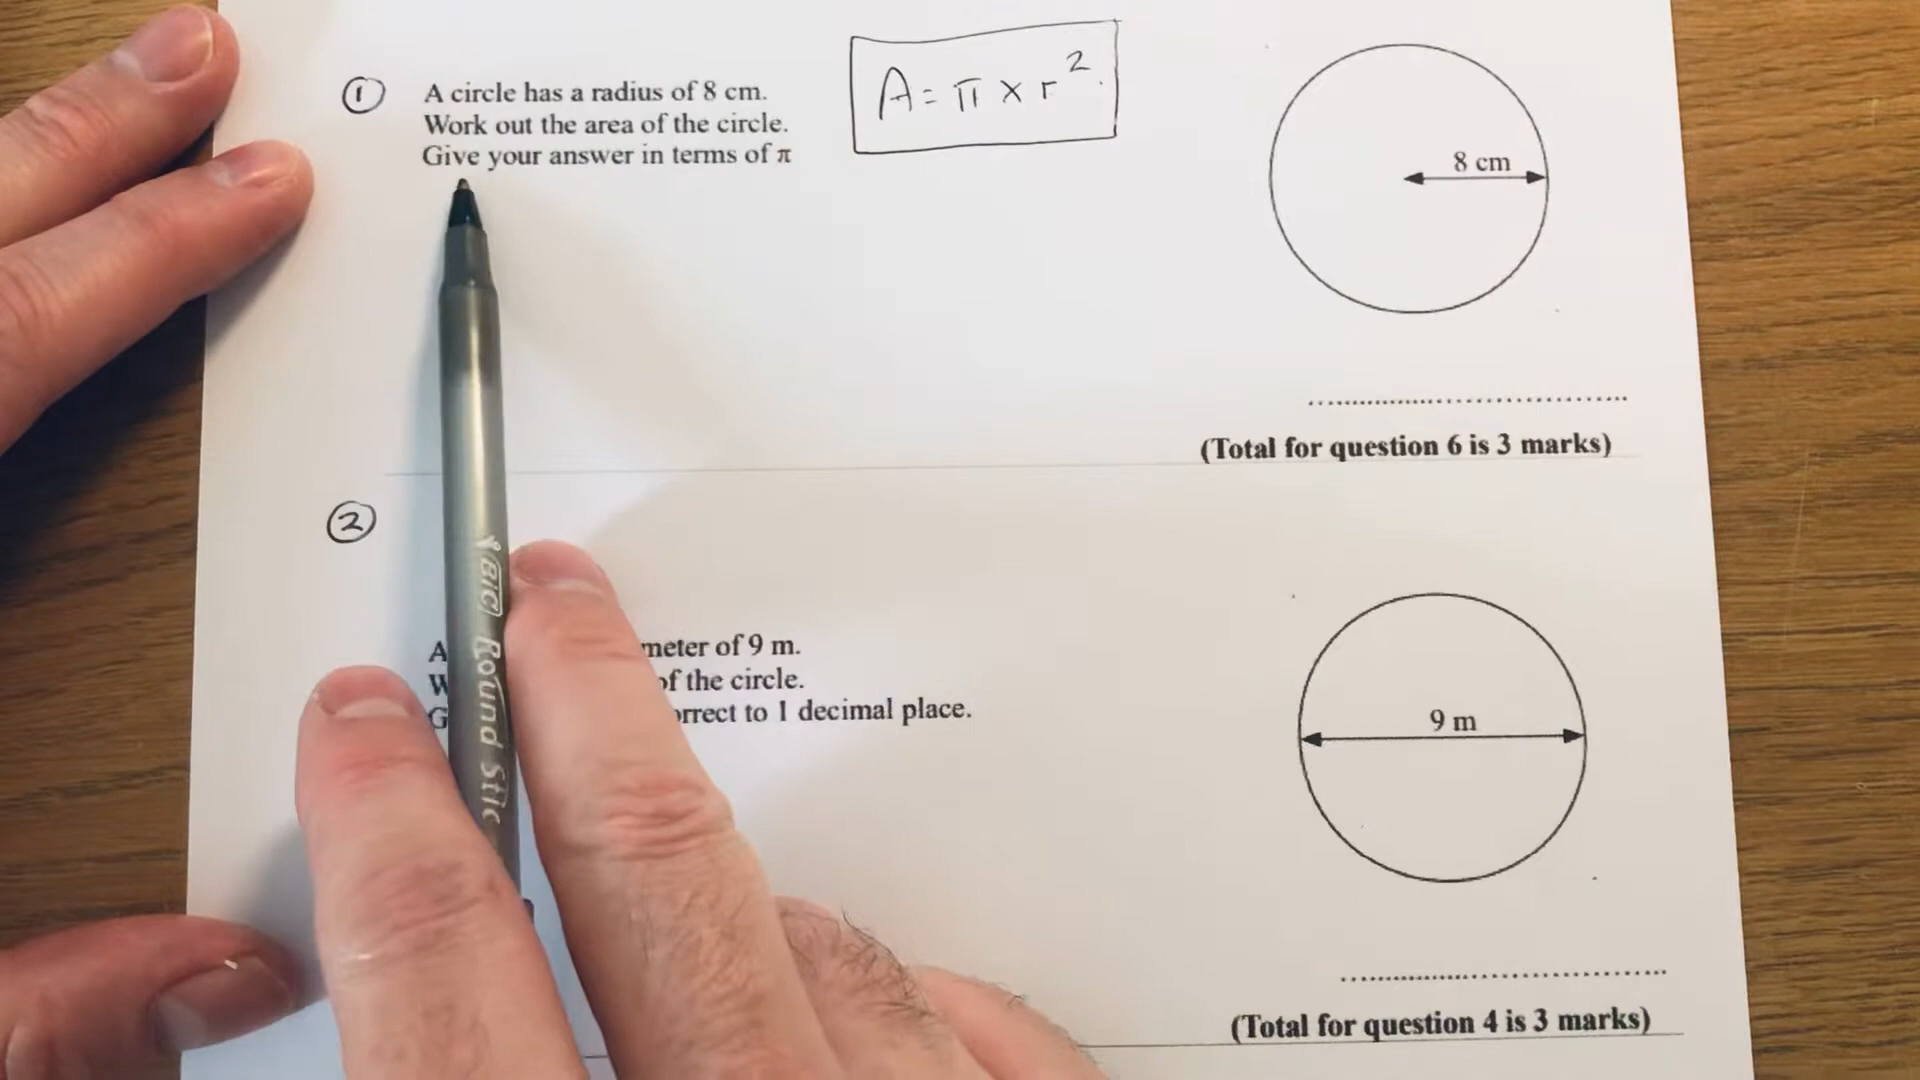 1
A circle has a radius of 8 cm.
Work out the area of the circle.
Give your answer in terms of π
A = π × r².
8 cm
(Total for question 6 is 3 marks)
2
A meter of 9 m.
W of the circle.
G orrect to 1 decimal place.
9 m
(Total for question 4 is 3 marks)
BIC Round Stic